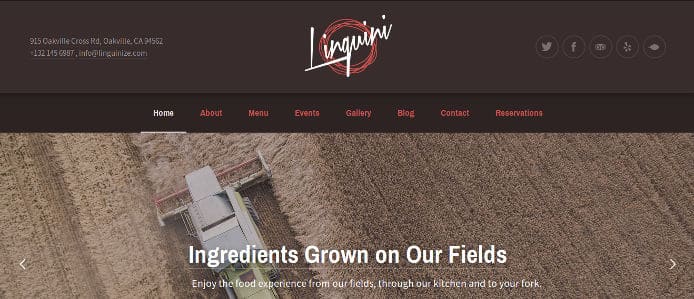 915 Oakville Cross Rd, Oakville, CA 94562
+132 145 6987 , info@linguinize.com
Linguini
Home About Menu Events Gallery Blog Contact Reservations
Ingredients Grown on Our Fields
Enjoy the food experience from our fields, through our kitchen and to your fork.